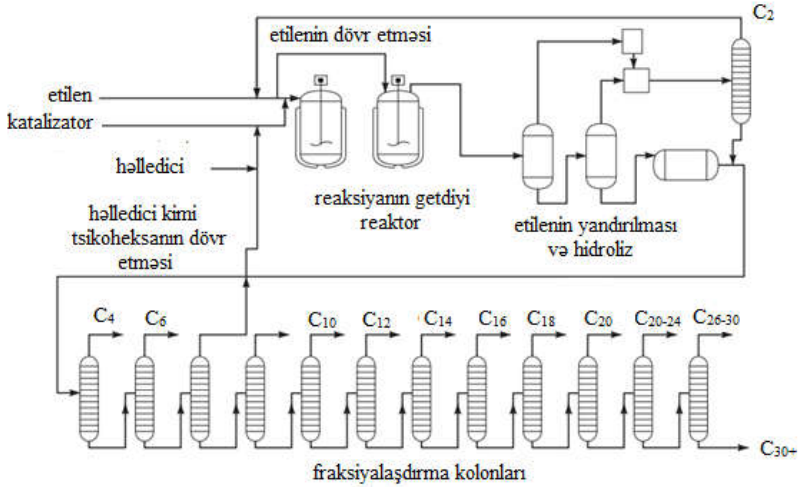 C₂
etilenin dövr etməsi
etilen
katalizator
həlledici
həlledici kimi
tsikoheksanın dövr
etməsi
reaksiyanın getdiyi
reaktor
etilenin yandırılması
və hidroliz
C₄ C₆ C₁₀ C₁₂ C₁₄ C₁₆ C₁₈ C₂₀ C₂₀₋₂₄ C₂₆₋₃₀
C₃₀₊
fraksiyalaşdırma kolonları